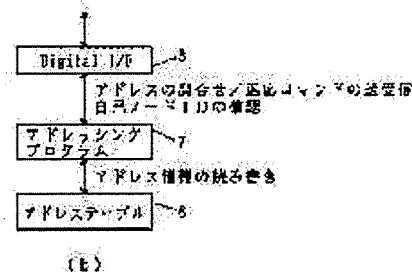 Digital I/O
5
アドレスの問合せ/返答コマンドの送受信
自己ノードIDの確認
アドレッシング
プログラム
7
アドレス情報の読み書き
アドレステーブル
6
(b)